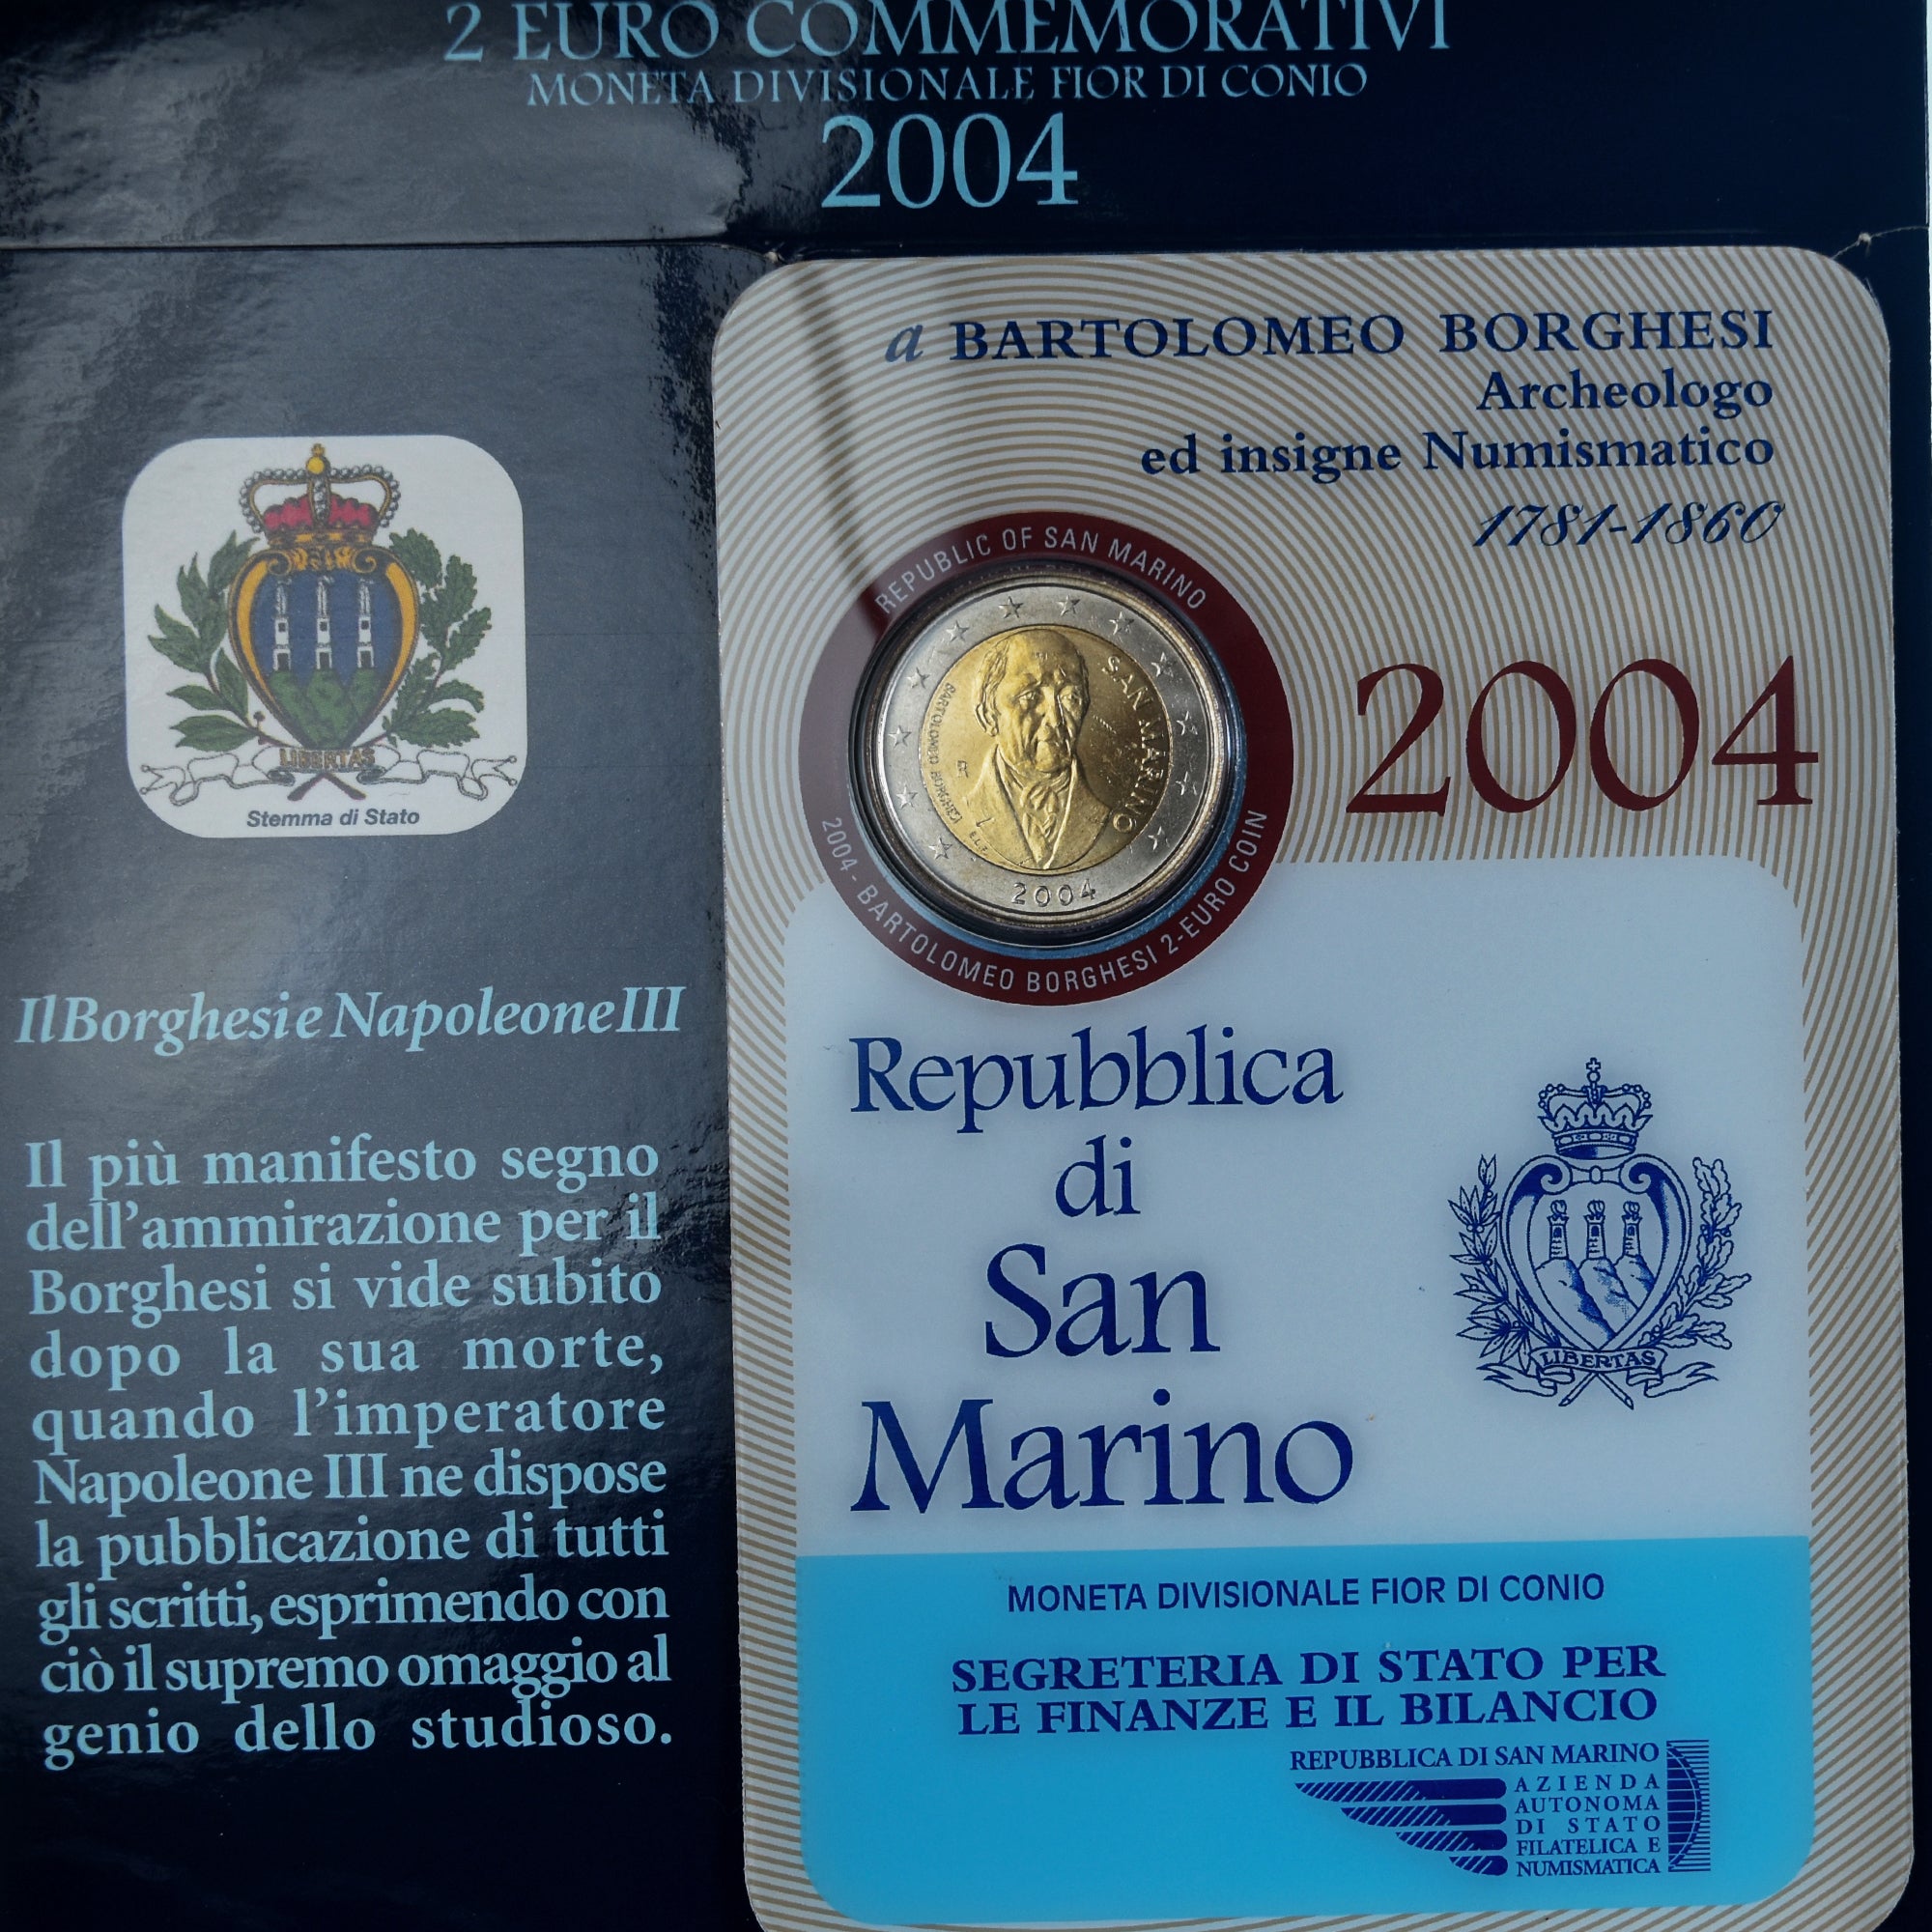 2 EURO COMMEMORATIVI
MONETA DIVISIONALE FIOR DI CONIO
2004
LIBERTAS
Stemma di Stato
Il Borghesi e Napoleone III
Il più manifesto segno
dell'ammirazione per il
Borghesi si vide subito
dopo la sua morte,
quando l'imperatore
Napoleone III ne dispose
la pubblicazione di tutti
gli scritti, esprimendo con
ciò il supremo omaggio al
genio dello studioso.
a BARTOLOMEO BORGHESI
Archeologo
ed insigne Numismatico
1781-1860
REPUBLIC OF SAN MARINO
SAN MARINO
BARTOLOMEO BORGHESI
R
2004
2004 - BARTOLOMEO BORGHESI 2-EURO COIN
2004
Repubblica
di
San
Marino
LIBERTAS
MONETA DIVISIONALE FIOR DI CONIO
SEGRETERIA DI STATO PER
LE FINANZE E IL BILANCIO
REPUBBLICA DI SAN MARINO
AZIENDA
AUTONOMA
DI STATO
FILATELICA E
NUMISMATICA